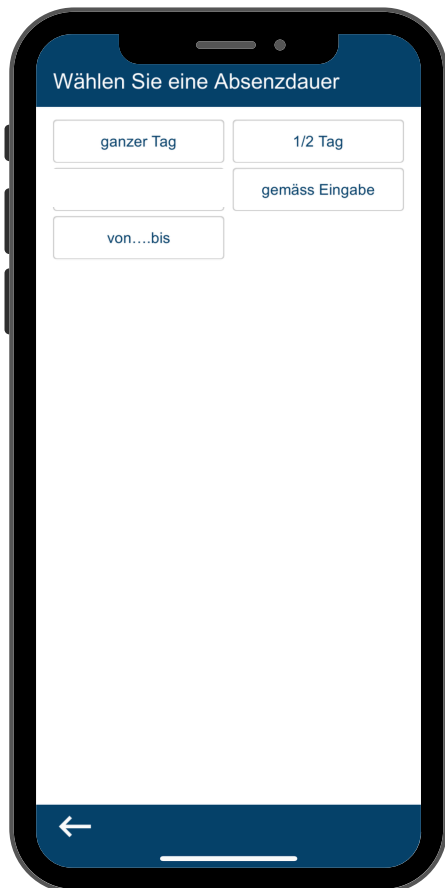 Wählen Sie eine Absenzdauer
ganzer Tag
1/2 Tag
gemäss Eingabe
von....bis